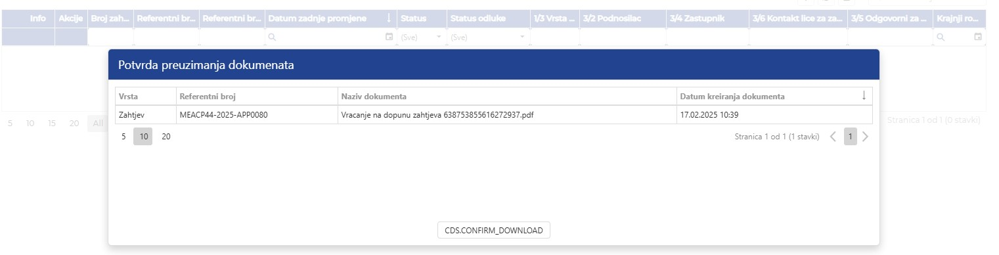 Info Akcije Broj zah... Referentni br... Referentni br... Datum zadnje promjene Status Status odluke 1/3 Vrsta ... 3/2 Podnosilac 3/4 Zastupnik 3/6 Kontakt lice za za... 3/5 Odgovorni za ... Krajnji ro...
(Sve) (Sve)
Potvrda preuzimanja dokumenata
Vrsta Referentni broj Naziv dokumenta Datum kreiranja dokumenta
Zahtjev MEACP44-2025-APP0080 Vracanje na dopunu zahtjeva 638753855616272937.pdf 17.02.2025 10:39
5 10 15 20 All Stranica 1 od 1 (0 stavki)
5 10 20 Stranica 1 od 1 (1 stavki) 1
CDS.CONFIRM_DOWNLOAD